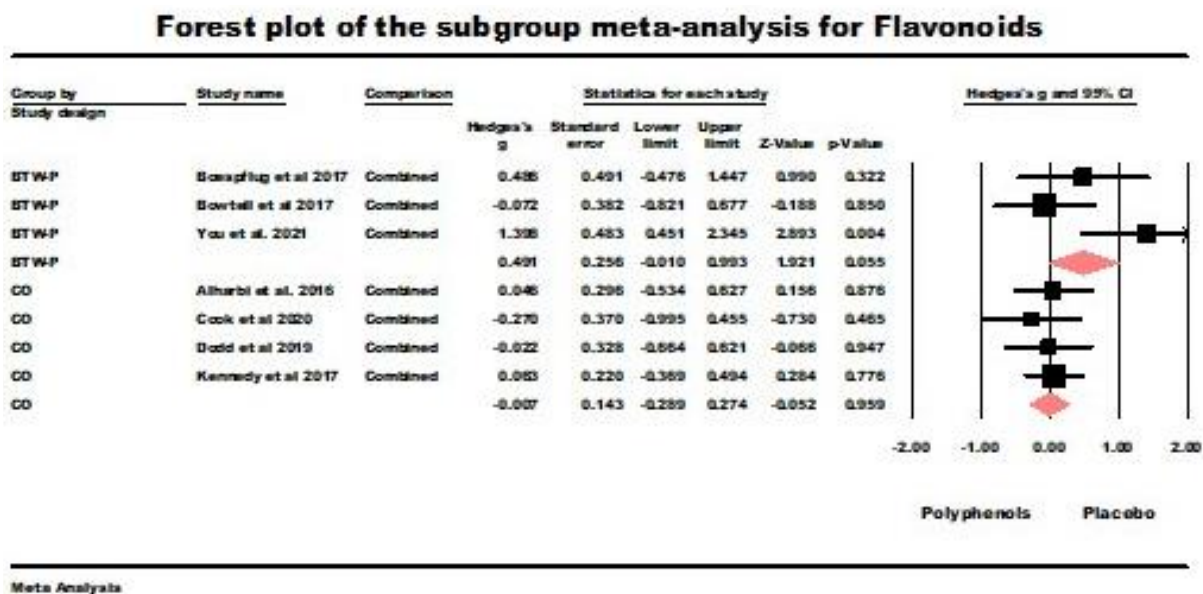 Forest plot of the subgroup meta-analysis for Flavonoids
Group by Study name Comparison Statistics for each study Hedges's g and 95% CI
Study design
Hedges's Standard Lower Upper
g error limit limit Z-Value p-Value
BTW-P Boespflug et al 2017 Combined 0.486 0.491 -0.476 1.447 0.990 0.322
BTW-P Bowtell et al 2017 Combined -0.072 0.382 -0.821 0.677 -0.188 0.850
BTW-P You et al. 2021 Combined 1.398 0.483 0.451 2.345 2.893 0.004
BTW-P 0.491 0.256 -0.010 0.993 1.921 0.055
CO Alharbi et al. 2016 Combined 0.046 0.296 -0.534 0.627 0.156 0.876
CO Cook et al 2020 Combined -0.270 0.370 -0.995 0.455 -0.730 0.465
CO Dodd et al 2019 Combined -0.022 0.328 -0.664 0.621 -0.066 0.947
CO Kennedy et al 2017 Combined 0.063 0.220 -0.369 0.494 0.284 0.776
CO -0.007 0.143 -0.289 0.274 -0.052 0.959
-2.00 -1.00 0.00 1.00 2.00
Polyphenols Placebo
Meta Analysis